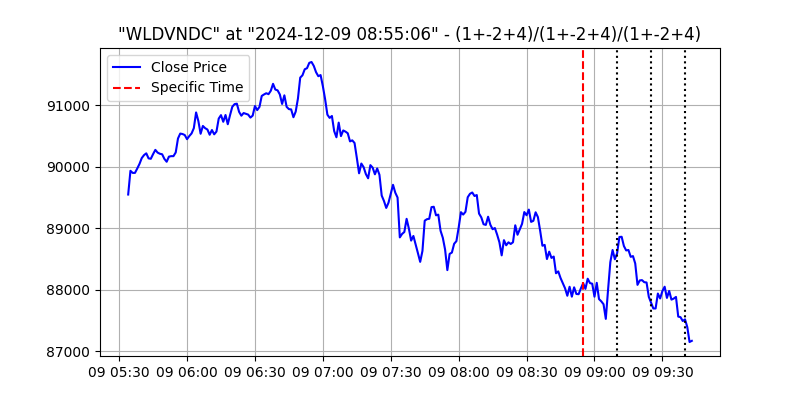 "WLDVNDC" at "2024-12-09 08:55:06" - (1+-2+4)/(1+-2+4)/(1+-2+4)
Close Price
Specific Time
91000
90000
89000
88000
87000
09 05:30 09 06:00 09 06:30 09 07:00 09 07:30 09 08:00 09 08:30 09 09:00 09 09:30